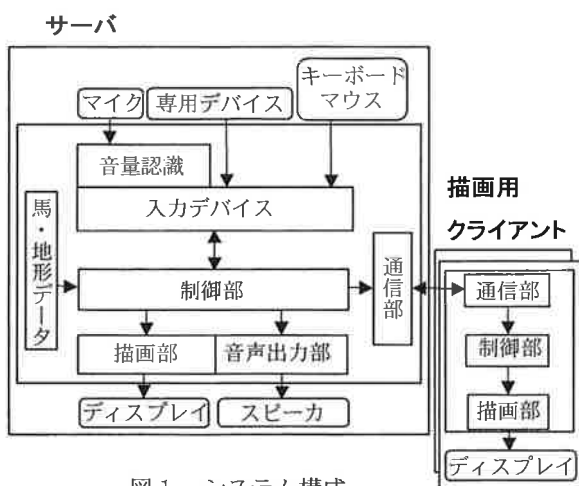 サーバ
マイク
専用デバイス
キーボード
マウス
音量認識
入力デバイス
馬・地形データ
制御部
通信部
描画部
音声出力部
ディスプレイ
スピーカ
描画用
クライアント
通信部
制御部
描画部
ディスプレイ